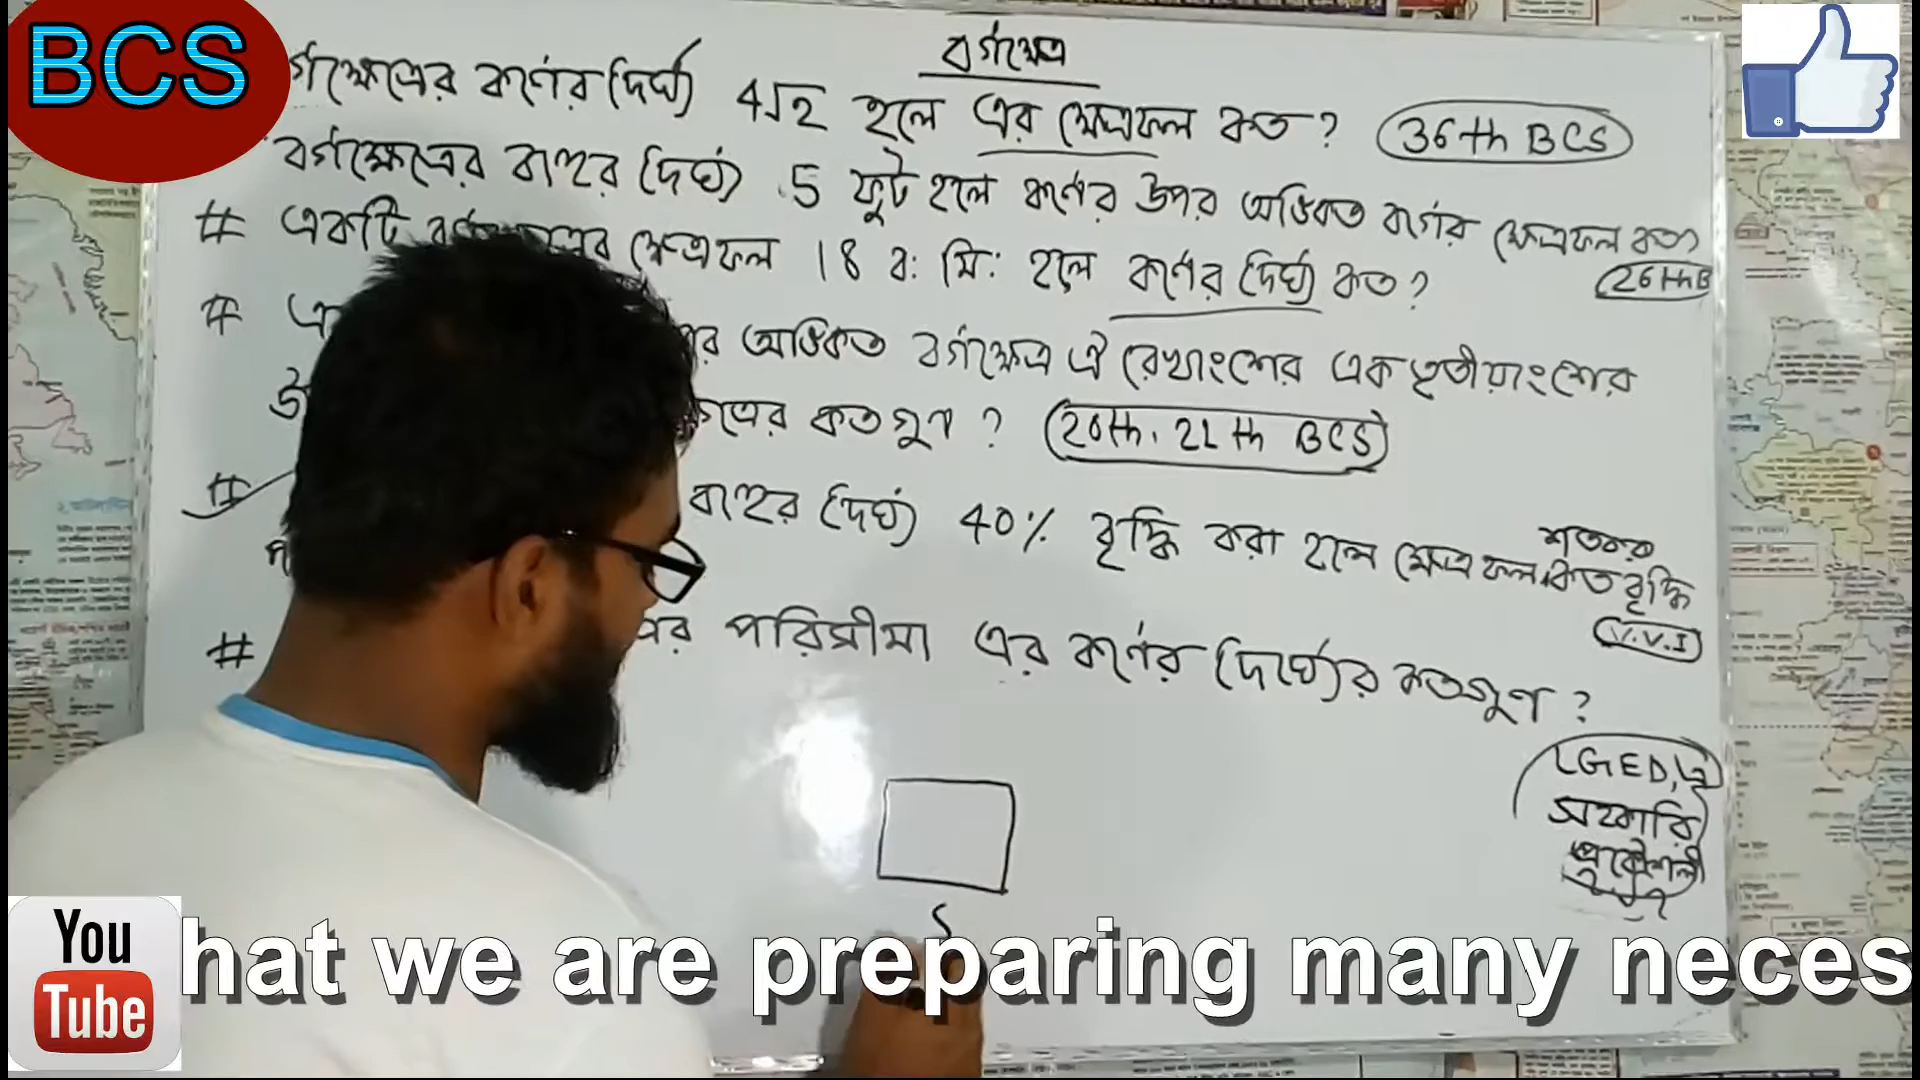 BCS
বর্গক্ষেত্র
র্গক্ষেত্রের কর্ণের দৈর্ঘ্য 4√2 হলে এর ক্ষেত্রফল কত? 36th BCS
বর্গক্ষেত্রের বাহুর দৈর্ঘ্য 5 ফুট হলে কর্ণের উপর অঙ্কিত বর্গের ক্ষেত্রফল কত?
26th B
# একটি ক্ষেত্রফল 18 ব: মি: হলে কর্ণের দৈর্ঘ্য কত?
# র অঙ্কিত বর্গক্ষেত্র ঐ রেখাংশের এক তৃতীয়াংশের
ত্রের কতগুণ? 20th, 21th BCS
# বাহুর দৈর্ঘ্য 40% বৃদ্ধি করা হলে ক্ষেত্রফল শতকরা কত বৃদ্ধি
V.V.I
# পরিসীমা এর কর্ণের দৈর্ঘ্যের কতগুণ?
LGED,
সহকারি
প্রকৌশলী
You
Tube
hat we are preparing many neces